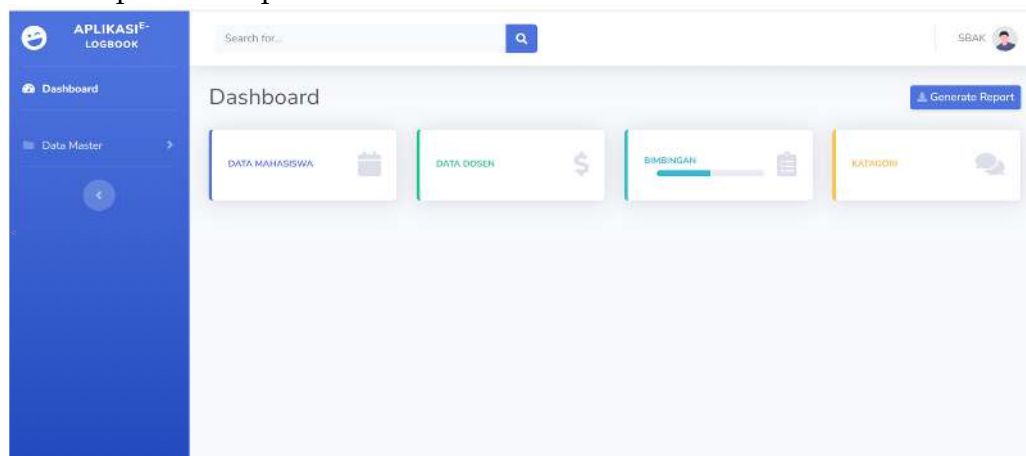 APLIKASI E-
LOGBOOK
Search for...
SBAK
Dashboard
Dashboard
Generate Report
Data Master
DATA MAHASISWA
DATA DOSEN
BIMBINGAN
KATAGORI